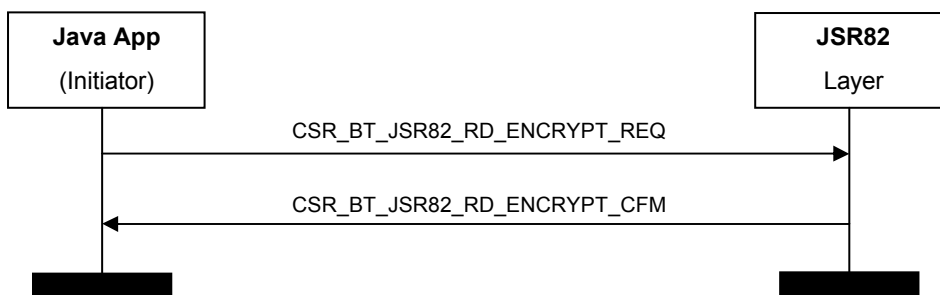 Java App
(Initiator)
JSR82
Layer
CSR_BT_JSR82_RD_ENCRYPT_REQ
CSR_BT_JSR82_RD_ENCRYPT_CFM